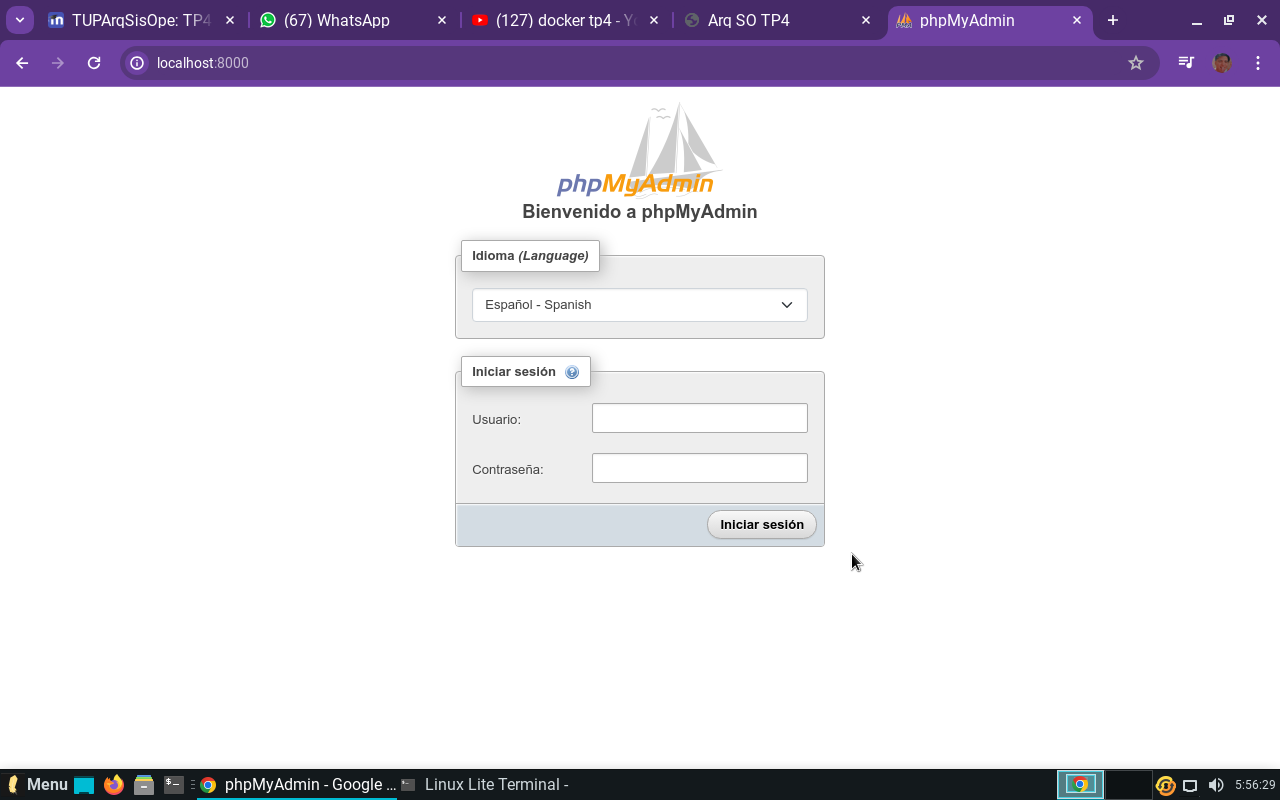 TUPArqSisOpe: TP4
(67) WhatsApp
(127) docker tp4 - Yo
Arq SO TP4
phpMyAdmin
localhost:8000
phpMyAdmin
Bienvenido a phpMyAdmin
Idioma (Language)
Español - Spanish
Iniciar sesión
Usuario:
Contraseña:
Iniciar sesión
Menu
phpMyAdmin - Google ...
Linux Lite Terminal -
5:56:29